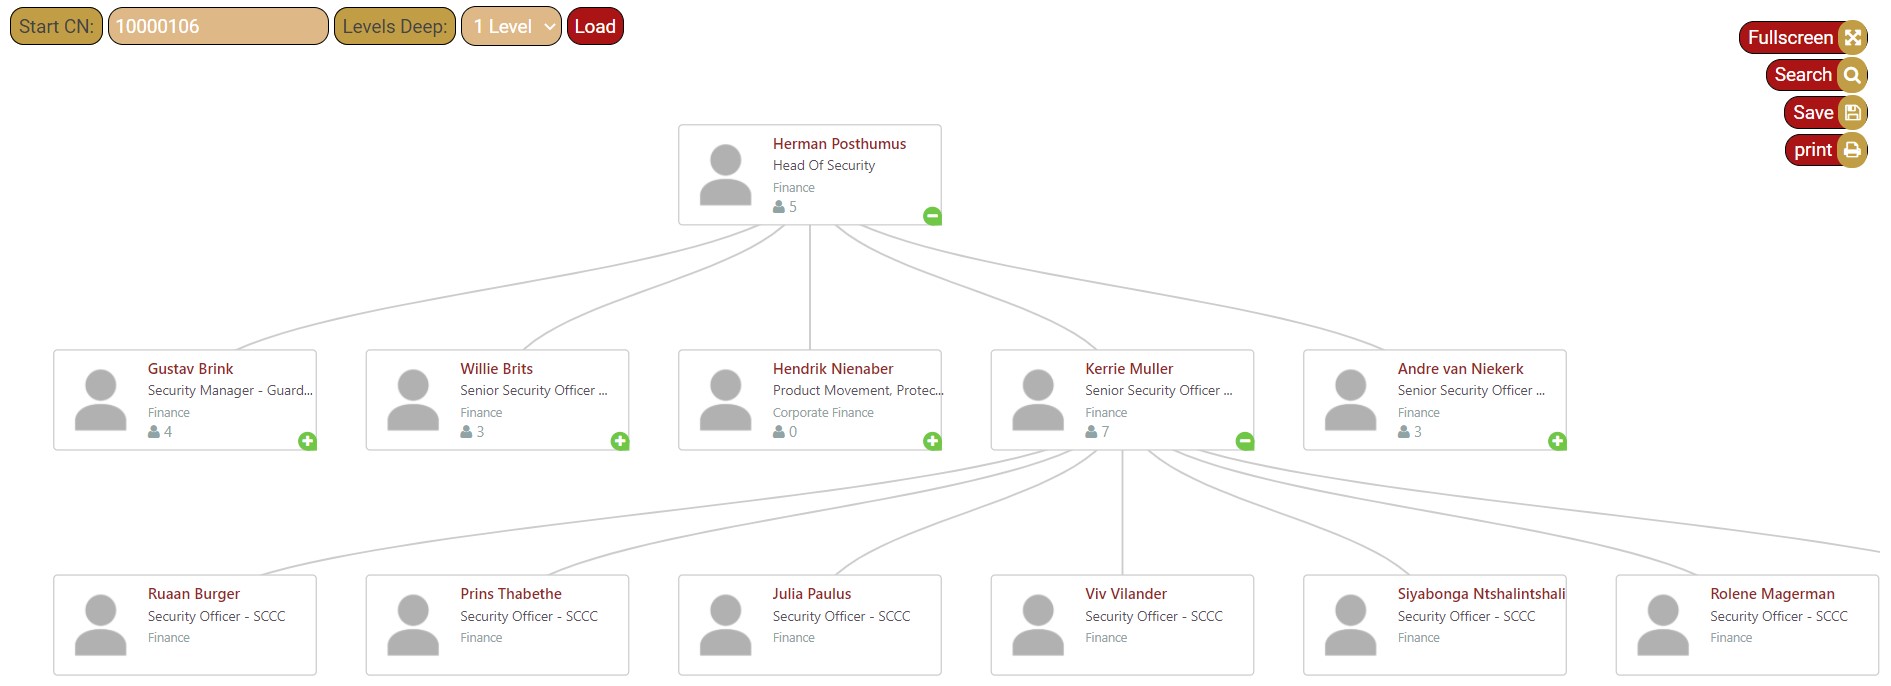 Start CN: 10000106 Levels Deep: 1 Level Load
Fullscreen
Search
Save
print
Herman Posthumus
Head Of Security
Finance
5
Gustav Brink
Security Manager - Guard...
Finance
4
Willie Brits
Senior Security Officer ...
Finance
3
Hendrik Nienaber
Product Movement, Protec...
Corporate Finance
0
Kerrie Muller
Senior Security Officer ...
Finance
7
Andre van Niekerk
Senior Security Officer ...
Finance
3
Ruaan Burger
Security Officer - SCCC
Finance
Prins Thabethe
Security Officer - SCCC
Finance
Julia Paulus
Security Officer - SCCC
Finance
Viv Vilander
Security Officer - SCCC
Finance
Siyabonga Ntshalintshali
Security Officer - SCCC
Finance
Rolene Magerman
Security Officer - SCCC
Finance